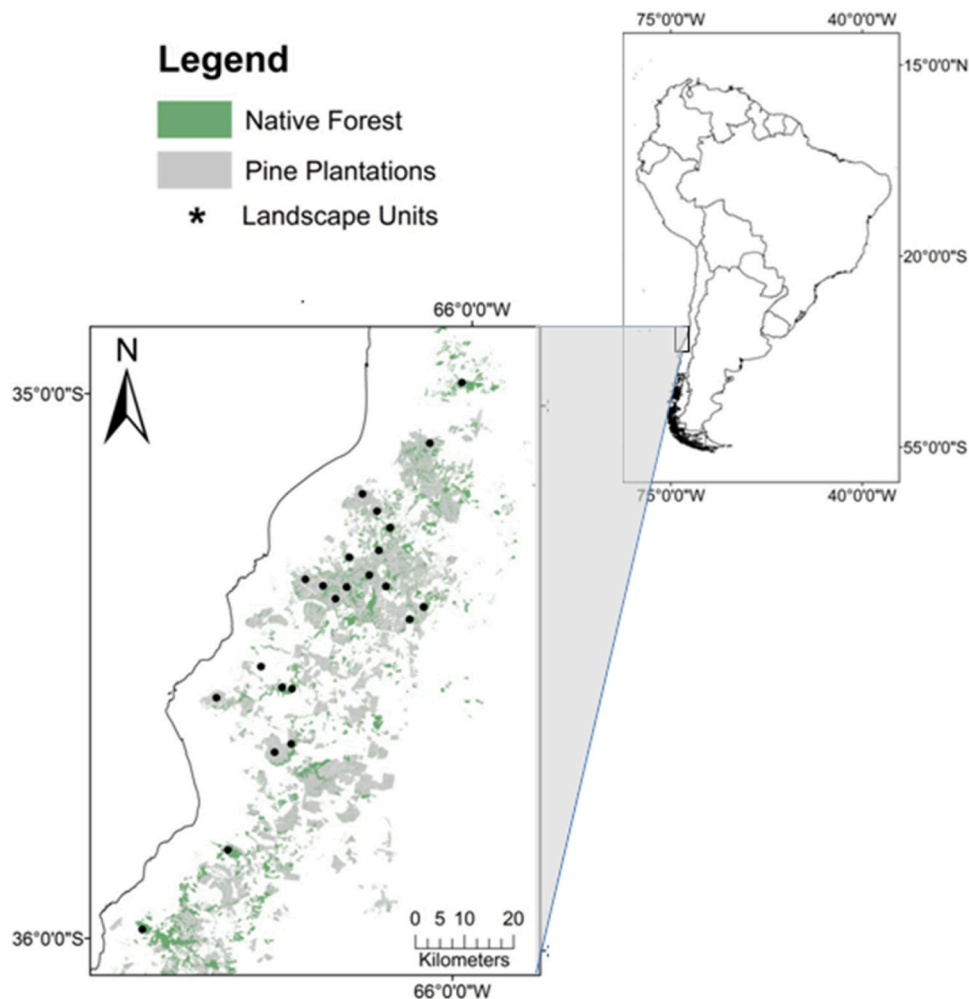 75°0'0"W 40°0'0"W
Legend
15°0'0"N
Native Forest
Pine Plantations
* Landscape Units
20°0'0"S
66°0'0"W
N
35°0'0"S
55°0'0"S
75°0'0"W 40°0'0"W
0 5 10 20
Kilometers
36°0'0"S
66°0'0"W